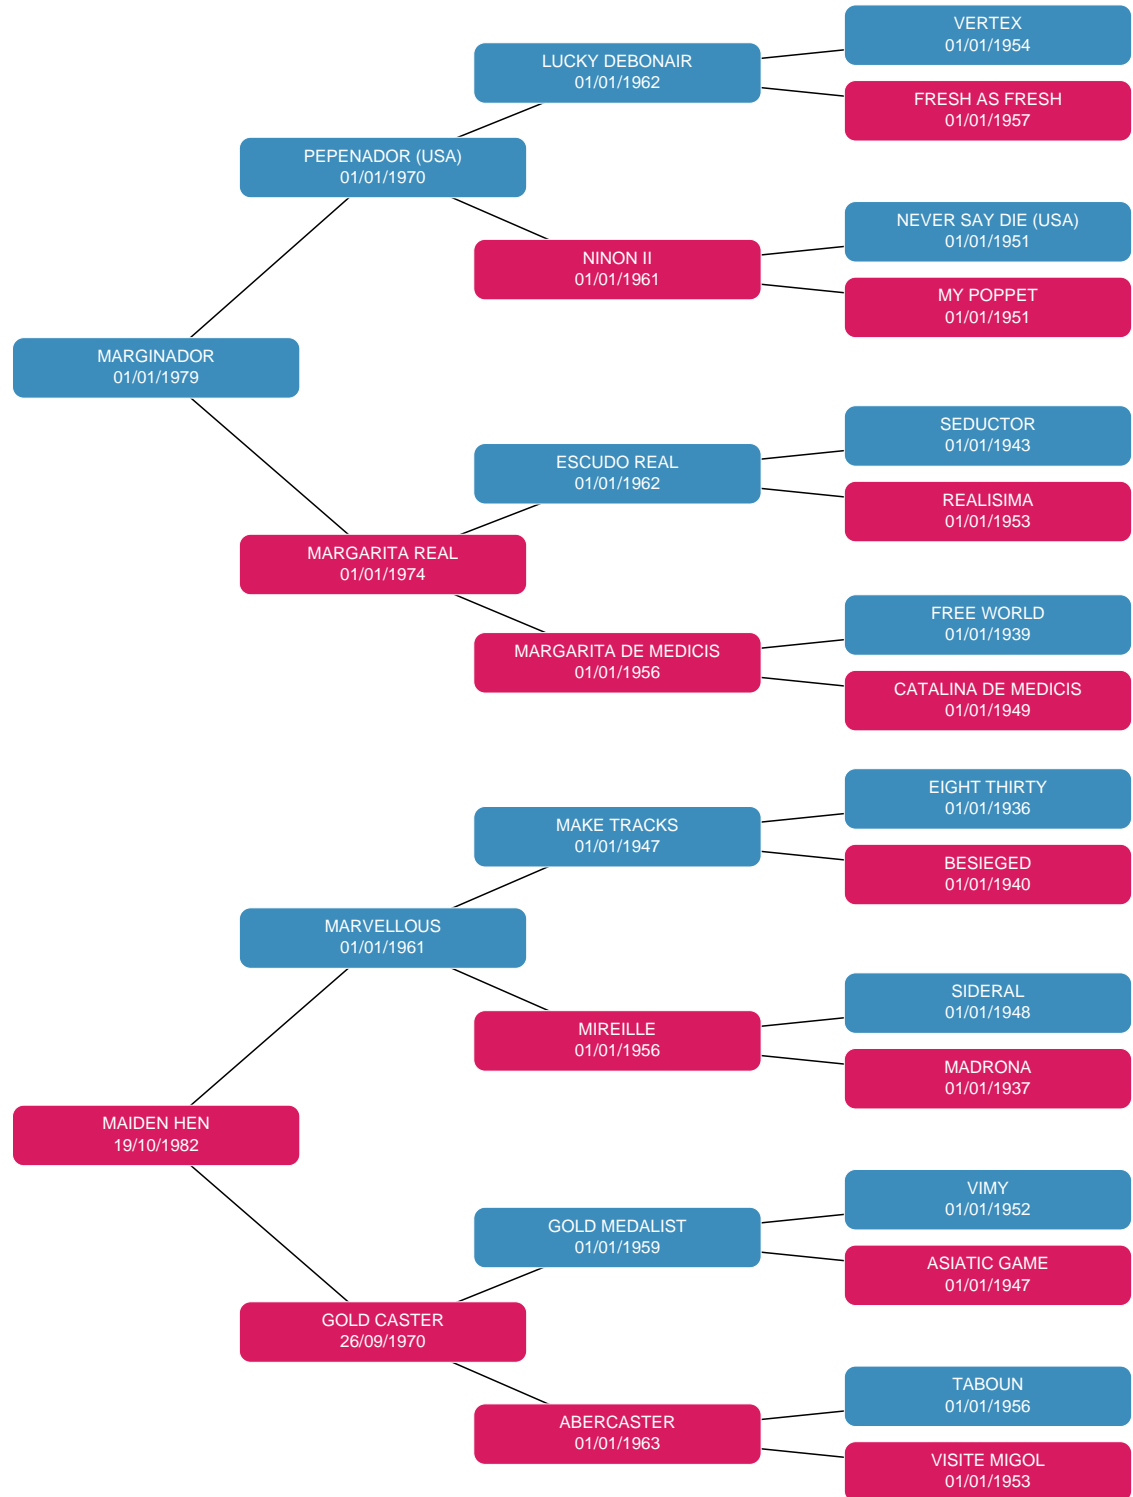 VERTEX
01/01/1954
LUCKY DEBONAIR
01/01/1962
FRESH AS FRESH
01/01/1957
PEPENADOR (USA)
01/01/1970
NEVER SAY DIE (USA)
01/01/1951
NINON II
01/01/1961
MY POPPET
01/01/1951
MARGINADOR
01/01/1979
SEDUCTOR
01/01/1943
ESCUDO REAL
01/01/1962
REALISIMA
01/01/1953
MARGARITA REAL
01/01/1974
FREE WORLD
01/01/1939
MARGARITA DE MEDICIS
01/01/1956
CATALINA DE MEDICIS
01/01/1949
EIGHT THIRTY
01/01/1936
MAKE TRACKS
01/01/1947
BESIEGED
01/01/1940
MARVELLOUS
01/01/1961
SIDERAL
01/01/1948
MIREILLE
01/01/1956
MADRONA
01/01/1937
MAIDEN HEN
19/10/1982
VIMY
01/01/1952
GOLD MEDALIST
01/01/1959
ASIATIC GAME
01/01/1947
GOLD CASTER
26/09/1970
TABOUN
01/01/1956
ABERCASTER
01/01/1963
VISITE MIGOL
01/01/1953